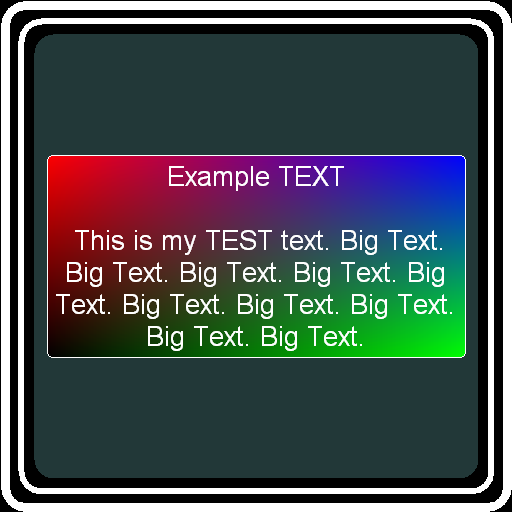 Example TEXT
This is my TEST text. Big Text.
Big Text. Big Text. Big Text. Big
Text. Big Text. Big Text. Big Text.
Big Text. Big Text.